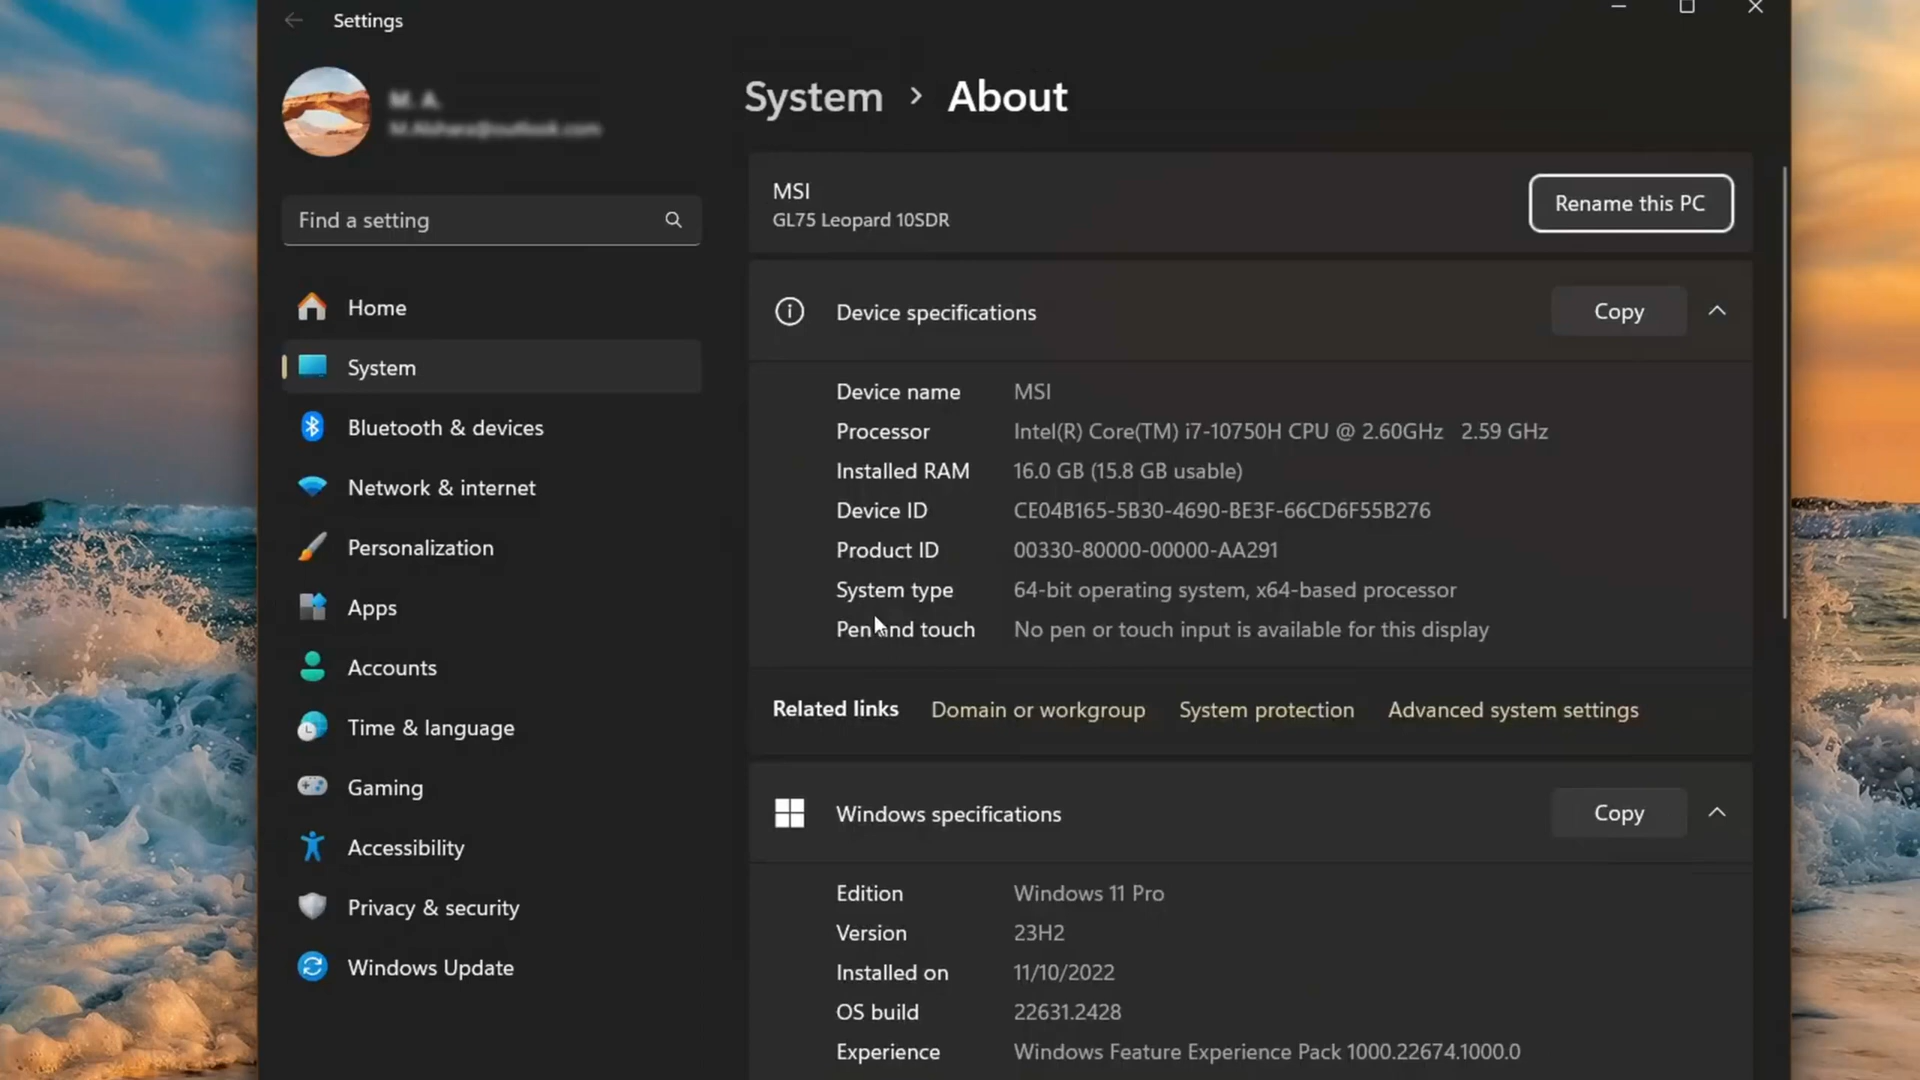 Settings
M. A.
Find a setting
Home
System
Bluetooth & devices
Network & internet
Personalization
Apps
Accounts
Time & language
Gaming
Accessibility
Privacy & security
Windows Update
System > About
MSI
GL75 Leopard 10SDR
Rename this PC
Device specifications
Copy
Device name MSI
Processor Intel(R) Core(TM) i7-10750H CPU @ 2.60GHz 2.59 GHz
Installed RAM 16.0 GB (15.8 GB usable)
Device ID CE04B165-5B30-4690-BE3F-66CD6F55B276
Product ID 00330-80000-00000-AA291
System type 64-bit operating system, x64-based processor
Pen and touch No pen or touch input is available for this display
Related links Domain or workgroup System protection Advanced system settings
Windows specifications
Copy
Edition Windows 11 Pro
Version 23H2
Installed on 11/10/2022
OS build 22631.2428
Experience Windows Feature Experience Pack 1000.22674.1000.0